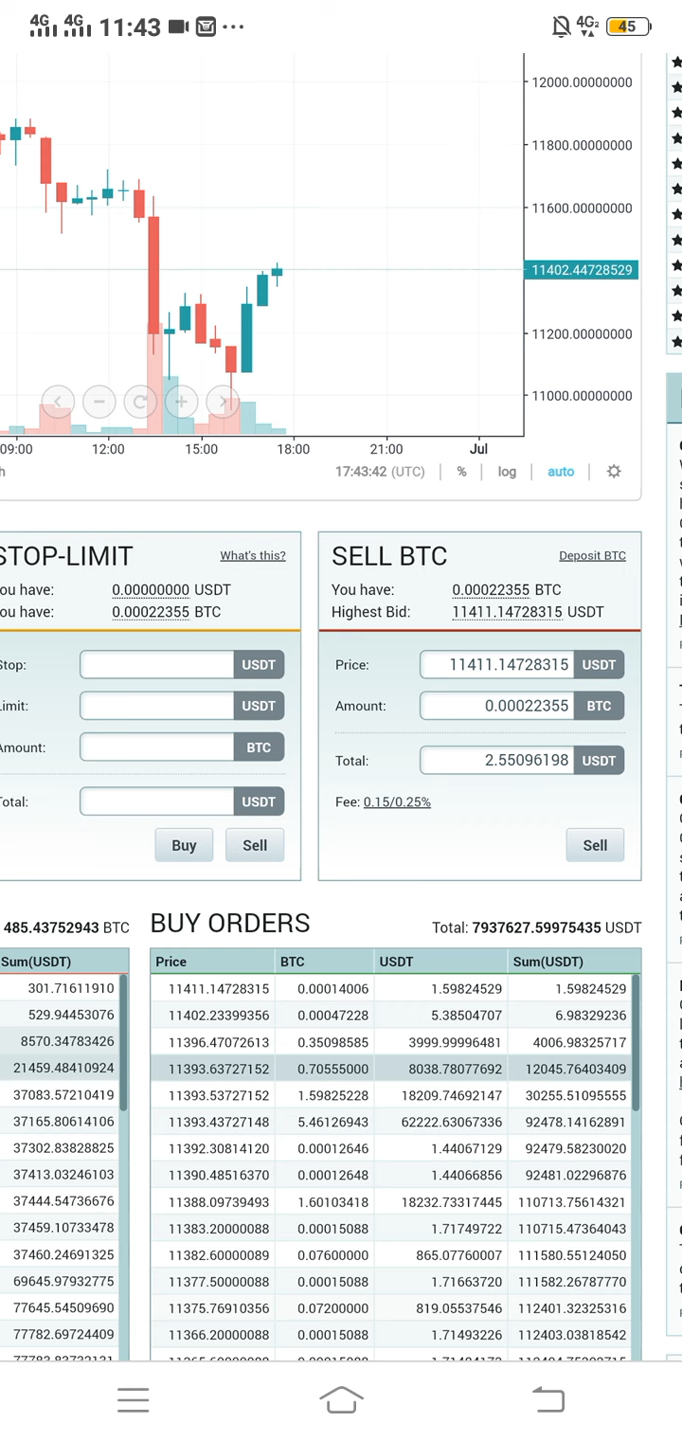 4G 4G 11:43 ... 4G2 45
12000.00000000
11800.00000000
11600.00000000
11402.44728529
11200.00000000
11000.00000000
09:00 12:00 15:00 18:00 21:00 Jul
h 17:43:42 (UTC) % log auto
STOP-LIMIT What's this?
ou have: 0.00000000 USDT
ou have: 0.00022355 BTC
Stop: USDT
Limit: USDT
Amount: BTC
Total: USDT
Buy Sell
SELL BTC Deposit BTC
You have: 0.00022355 BTC
Highest Bid: 11411.14728315 USDT
Price: 11411.14728315 USDT
Amount: 0.00022355 BTC
Total: 2.55096198 USDT
Fee: 0.15/0.25%
Sell
485.43752943 BTC
Sum(USDT)
301.71611910
529.94453076
8570.34783426
21459.48410924
37083.57210419
37165.80614106
37302.83828825
37413.03246103
37444.54736676
37459.10733478
37460.24691325
69645.97932775
77645.54509690
77782.69724409
BUY ORDERS Total: 7937627.59975435 USDT
Price BTC USDT Sum(USDT)
11411.14728315 0.00014006 1.59824529 1.59824529
11402.23399356 0.00047228 5.38504707 6.98329236
11396.47072613 0.35098585 3999.99996481 4006.98325717
11393.63727152 0.70555000 8038.78077692 12045.76403409
11393.53727152 1.59825228 18209.74692147 30255.51095555
11393.43727148 5.46126943 62222.63067336 92478.14162891
11392.30814120 0.00012646 1.44067129 92479.58230020
11390.48516370 0.00012648 1.44066856 92481.02296876
11388.09739493 1.60103418 18232.73317445 110713.75614321
11383.20000088 0.00015088 1.71749722 110715.47364043
11382.60000089 0.07600000 865.07760007 111580.55124050
11377.50000088 0.00015088 1.71663720 111582.26787770
11375.76910356 0.07200000 819.05537546 112401.32325316
11366.20000088 0.00015088 1.71493226 112403.03818542